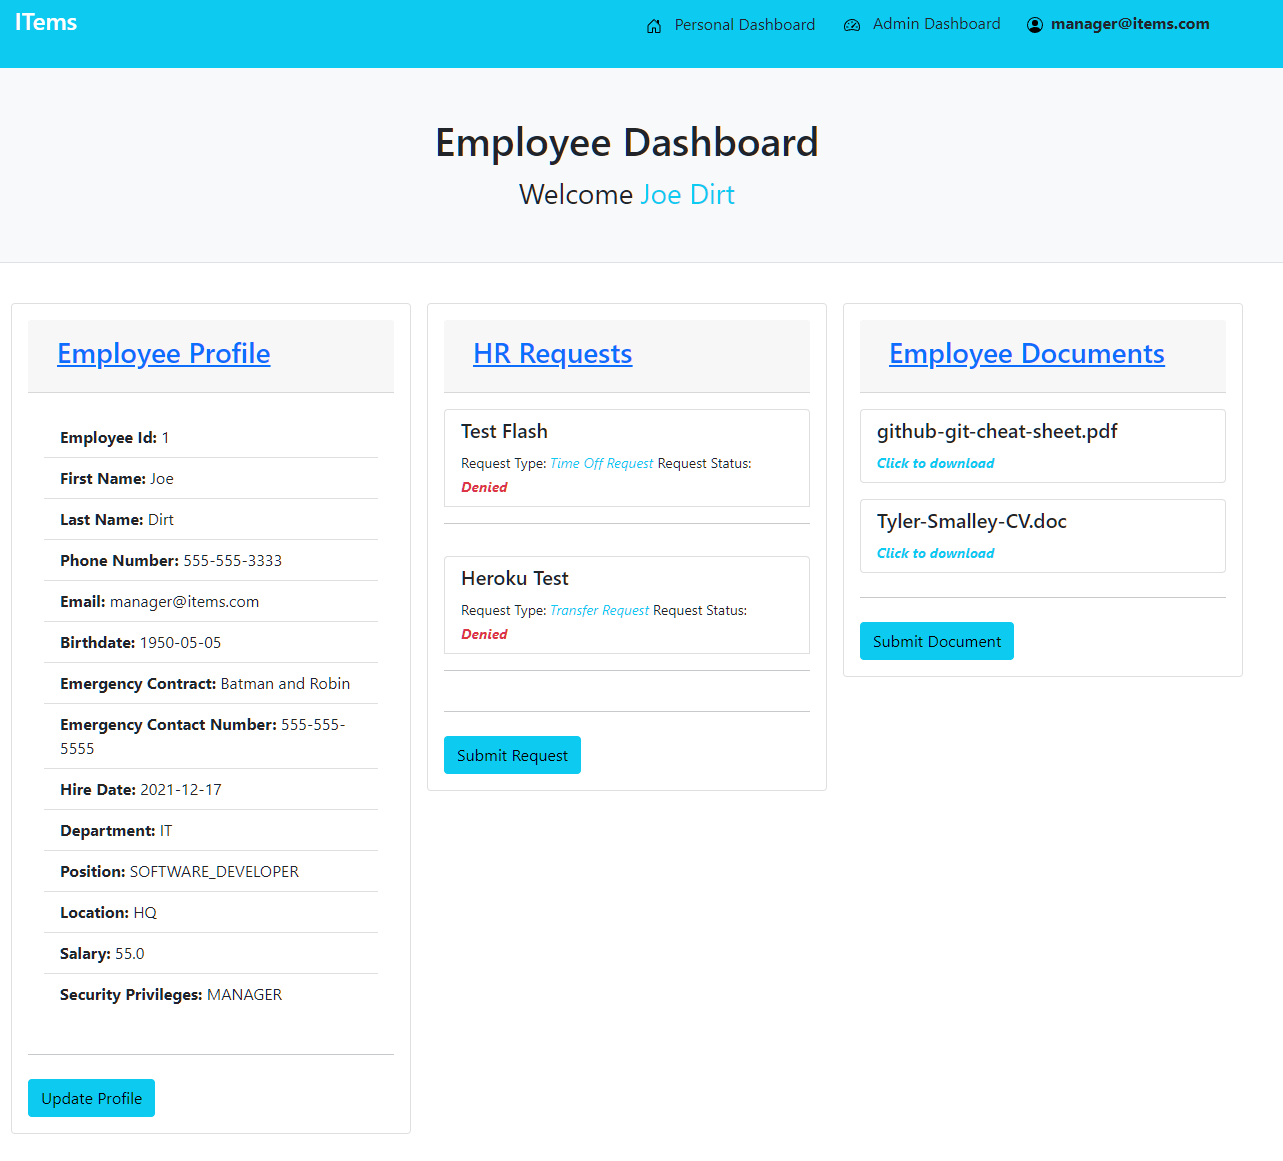 ITems
Personal Dashboard
Admin Dashboard
manager@items.com
Employee Dashboard
Welcome Joe Dirt
Employee Profile
Employee Id: 1
First Name: Joe
Last Name: Dirt
Phone Number: 555-555-3333
Email: manager@items.com
Birthdate: 1950-05-05
Emergency Contract: Batman and Robin
Emergency Contact Number: 555-555-
5555
Hire Date: 2021-12-17
Department: IT
Position: SOFTWARE_DEVELOPER
Location: HQ
Salary: 55.0
Security Privileges: MANAGER
Update Profile
HR Requests
Test Flash
Request Type: Time Off Request Request Status:
Denied
Heroku Test
Request Type: Transfer Request Request Status:
Denied
Submit Request
Employee Documents
github-git-cheat-sheet.pdf
Click to download
Tyler-Smalley-CV.doc
Click to download
Submit Document